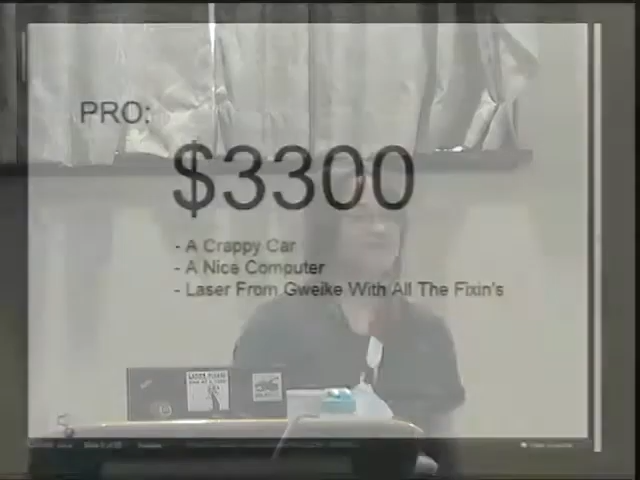 PRO:
$3300
- A Crappy Car
- A Nice Computer
- Laser From Gweike With All The Fixin's